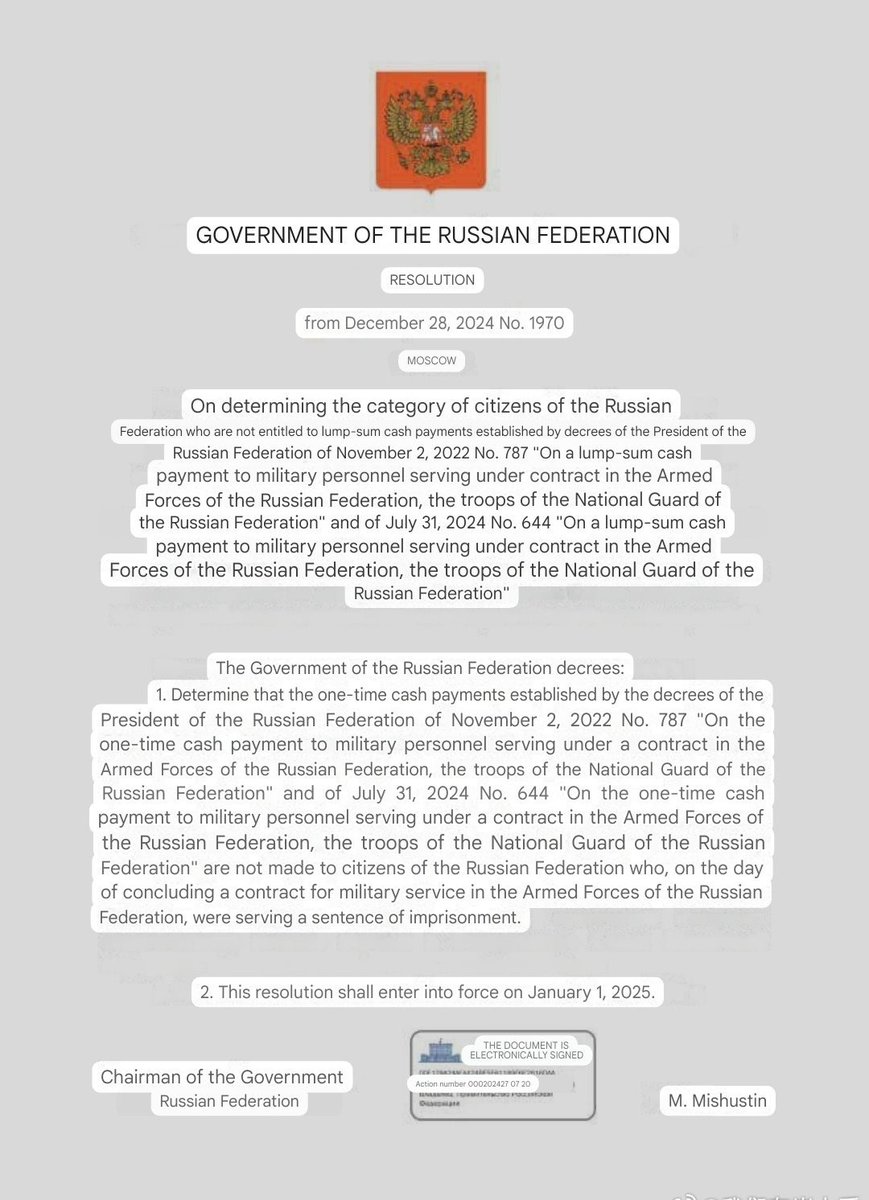 GOVERNMENT OF THE RUSSIAN FEDERATION
RESOLUTION
from December 28, 2024 No. 1970
MOSCOW
On determining the category of citizens of the Russian
Federation who are not entitled to lump-sum cash payments established by decrees of the President of the
Russian Federation of November 2, 2022 No. 787 "On a lump-sum cash
payment to military personnel serving under contract in the Armed
Forces of the Russian Federation, the troops of the National Guard of
the Russian Federation" and of July 31, 2024 No. 644 "On a lump-sum cash
payment to military personnel serving under contract in the Armed
Forces of the Russian Federation, the troops of the National Guard of the
Russian Federation"
The Government of the Russian Federation decrees:
1. Determine that the one-time cash payments established by the decrees of the
President of the Russian Federation of November 2, 2022 No. 787 "On the
one-time cash payment to military personnel serving under a contract in the
Armed Forces of the Russian Federation, the troops of the National Guard of the
Russian Federation" and of July 31, 2024 No. 644 "On the one-time cash
payment to military personnel serving under a contract in the Armed Forces of
the Russian Federation, the troops of the National Guard of the Russian
Federation" are not made to citizens of the Russian Federation who, on the day
of concluding a contract for military service in the Armed Forces of the Russian
Federation, were serving a sentence of imprisonment.
2. This resolution shall enter into force on January 1, 2025.
THE DOCUMENT IS
ELECTRONICALLY SIGNED
Action number 000202427 07 20
Федерации
Chairman of the Government
Russian Federation
M. Mishustin